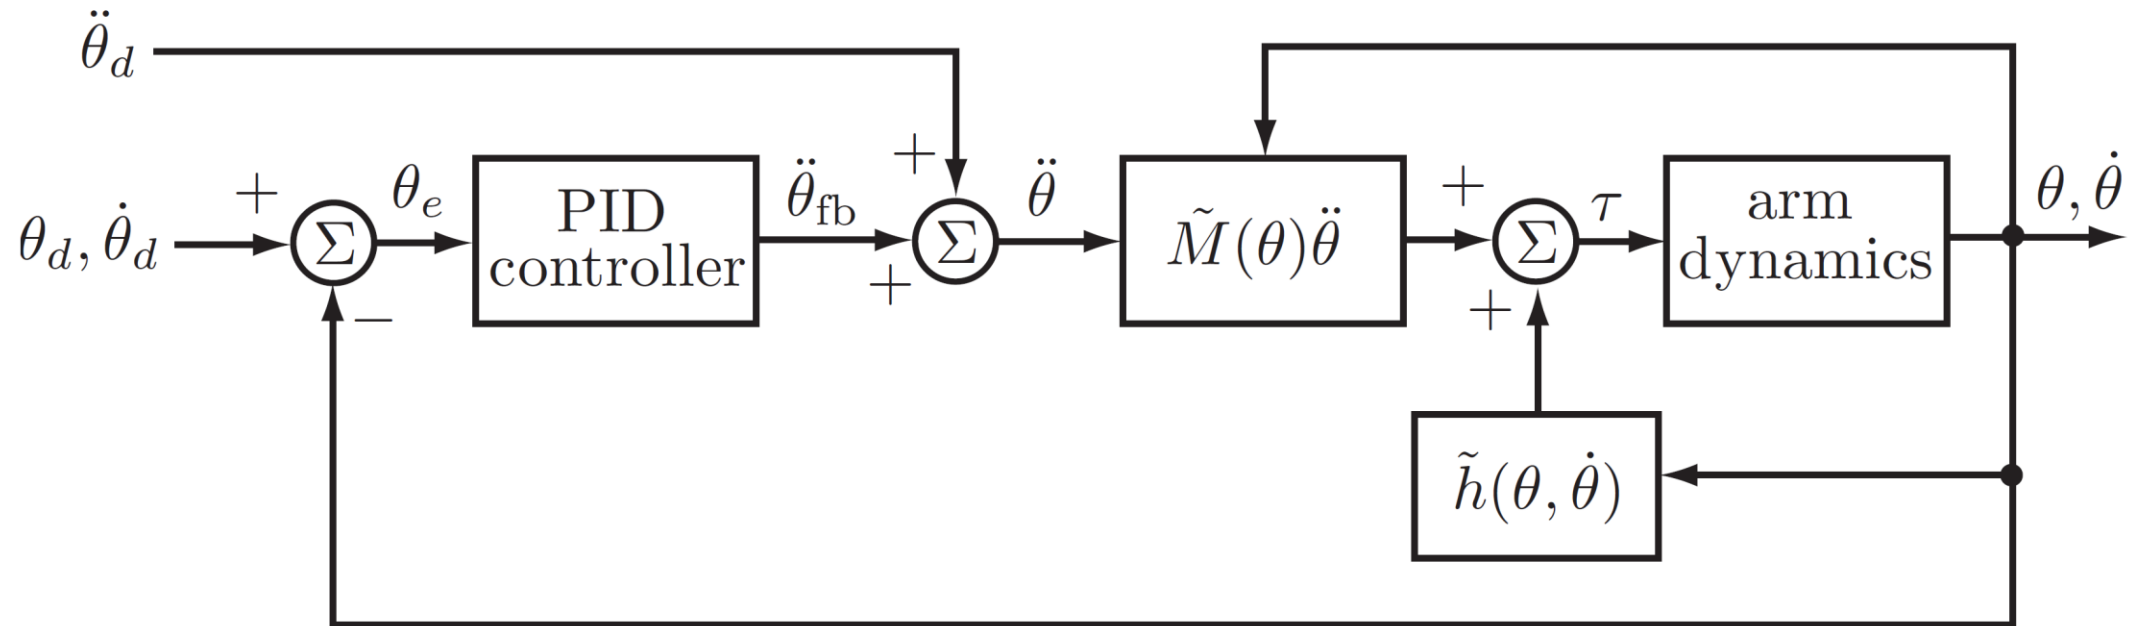 θ̈_d
θ_d, θ̇_d
+
−
Σ
θ_e
PID
controller
θ̈_fb
+
+
Σ
θ̈
M̃(θ)θ̈
+
+
Σ
τ
arm
dynamics
θ, θ̇
h̃(θ, θ̇)